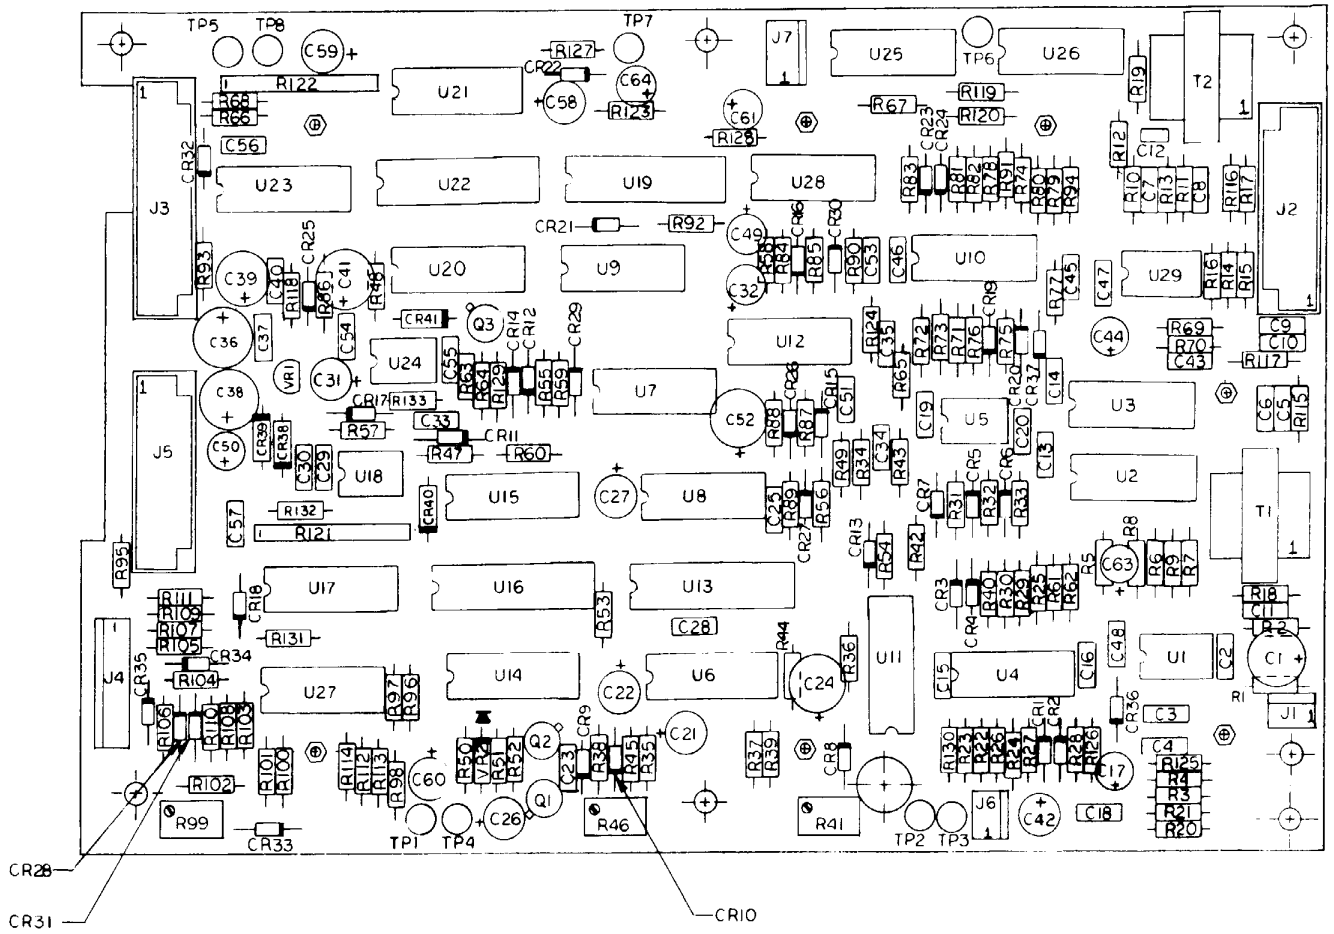 TP5 TP8 C59 + R127 TP7 J7 1 U25 TP6 U26 T2 1
R122 1 U21 CR22 C58 + C64 + R123 R67 R119 R120 R19
R68 R66 C56 CR32 C61 + R128 CR23 CR24 R12 C12
J3 1 U23 U22 U19 U28 R83 R81 R82 R78 R91 R74 R80 R79 R94 R10 C7 R13 R11 C8 R116 R17 J2 1
R93 CR25 CR21 R92 C49 CR16 CR30
C39 + C40 R118 R86 C41 + R48 U20 U9 C32 + R58 R84 R85 R90 C53 C46 U10 R77 C45 C47 U29 R16 R14 R15
C36 + C37 C54 CR41 Q3 CR14 CR12 CR29 U12 R124 C35 R72 R73 R71 R76 CR19 R75 C44 + R69 R70 C43 C9 C10 R117
VR1 C31 + U24 C55 R63 R64 R129 R55 R59 U7 CR26 CR15 R65 CR20 CR37 C14
C38 + CR17 R133 C33 C52 + R88 R87 C51 C19 U5 C20 U3 C6 C5 R115
J5 1 C50 + CR39 CR38 R57 CR11 R47 R60 R49 R34 C34 R43 C13
C30 C29 U18 U15 C27 + U8 C25 R89 R56 CR7 R31 CR5 R32 CR6 R33 U2 T1 1
C57 R132 R121 CR40 CR27 CR13 R54 R42
R95 R5 C63 + R8 R6 R9 R7
R111 R109 R107 R105 CR18 U17 U16 R53 U13 CR3 CR4 R40 R30 R29 R25 R61 R62 R18 C11 R2
J4 1 CR35 R131 C28 R44 R36 U11 C48 C1 +
CR34 R104 U27 R97 R96 U14 C22 + U6 C24 + C15 U4 C16 U1 C2 R1 J1 1
R106 R110 R108 R103 R50 VR2 R51 R52 Q2 CR9 C21 + CR1 CR2 CR36 C3
R101 R100 R114 R112 R113 R98 C60 + C23 R38 R45 R35 R37 R39 CR8 R130 R23 R22 R26 R24 R27 R28 R126 C17 + C4
R102 R125 R4 R3 R21 R20
R99 CR33 TP1 TP4 C26 + Q1 R46 R41 TP2 TP3 J6 1 C42 + C18
CR28
CR31 CR10